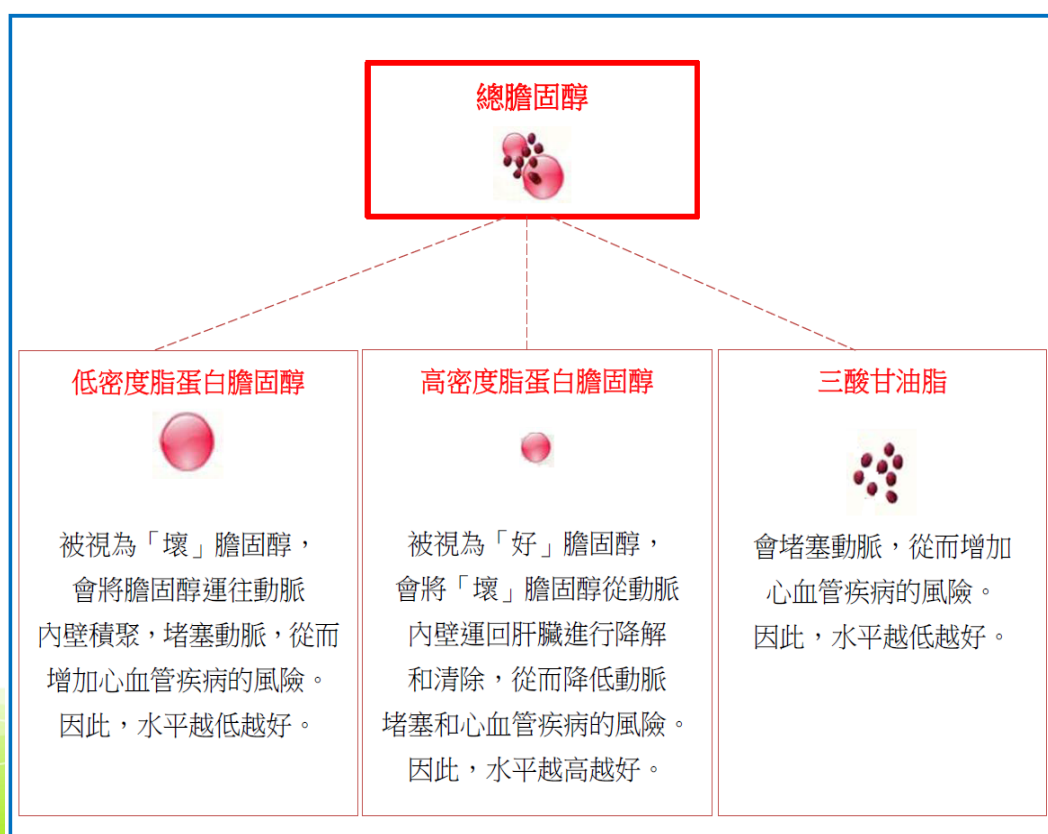 總膽固醇
低密度脂蛋白膽固醇
被視為「壞」膽固醇，
會將膽固醇運往動脈
內壁積聚，堵塞動脈，從而
增加心血管疾病的風險。
因此，水平越低越好。
高密度脂蛋白膽固醇
被視為「好」膽固醇，
會將「壞」膽固醇從動脈
內壁運回肝臟進行降解
和清除，從而降低動脈
堵塞和心血管疾病的風險。
因此，水平越高越好。
三酸甘油脂
會堵塞動脈，從而增加
心血管疾病的風險。
因此，水平越低越好。